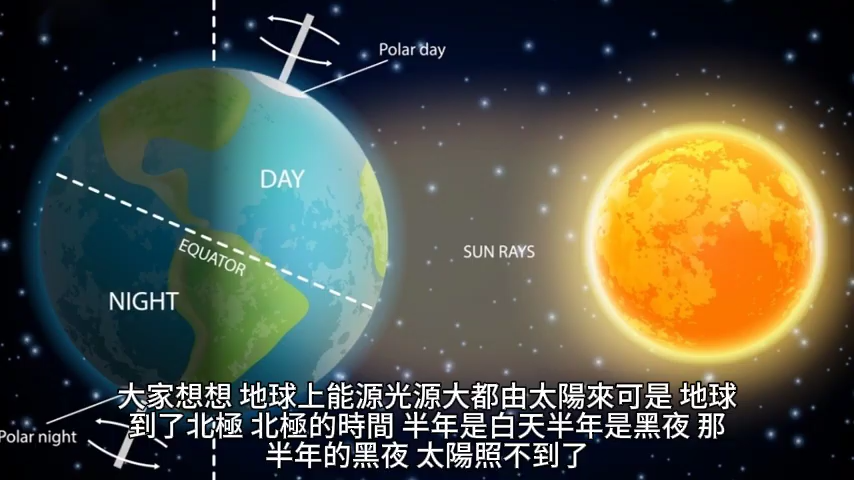 Polar day
DAY
SUN RAYS
EQUATOR
NIGHT
大家想想 地球上能源光源大都由太陽來可是 地球
到了北極 北極的時間 半年是白天半年是黑夜 那
半年的黑夜 太陽照不到了
Polar night